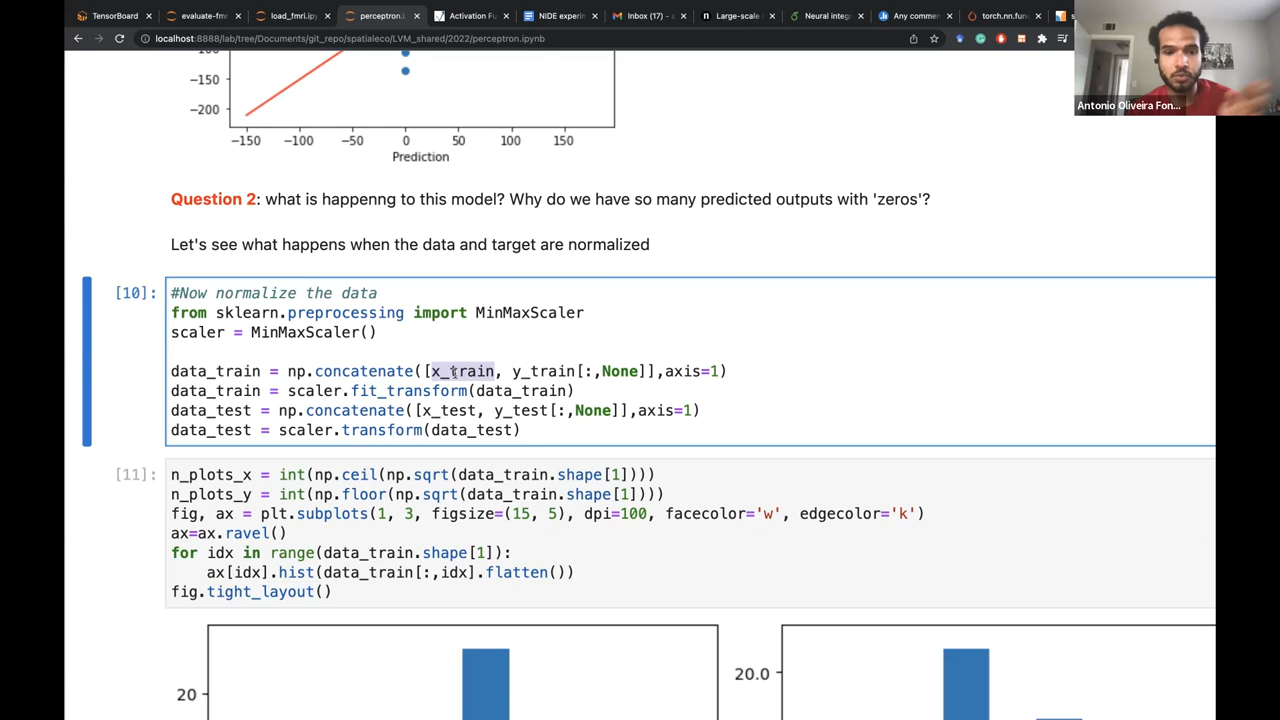 TensorBoard
evaluate-fmr
load_fmri.ipy
perceptron.i
Activation Fu
NIDE experin
Inbox (17) - a
Large-scale
Neural integr
Any commer
torch.nn.fun
localhost:8888/lab/tree/Documents/git_repo/spatialeco/LVM_shared/2022/perceptron.ipynb
Antonio Oliveira Fon...
−150
−200
−150 −100 −50 0 50 100 150
Prediction
Question 2: what is happenng to this model? Why do we have so many predicted outputs with 'zeros'?
Let's see what happens when the data and target are normalized
[10]: #Now normalize the data
from sklearn.preprocessing import MinMaxScaler
scaler = MinMaxScaler()
data_train = np.concatenate([x_train, y_train[:,None]],axis=1)
data_train = scaler.fit_transform(data_train)
data_test = np.concatenate([x_test, y_test[:,None]],axis=1)
data_test = scaler.transform(data_test)
[11]: n_plots_x = int(np.ceil(np.sqrt(data_train.shape[1])))
n_plots_y = int(np.floor(np.sqrt(data_train.shape[1])))
fig, ax = plt.subplots(1, 3, figsize=(15, 5), dpi=100, facecolor='w', edgecolor='k')
ax=ax.ravel()
for idx in range(data_train.shape[1]):
ax[idx].hist(data_train[:,idx].flatten())
fig.tight_layout()
20
20.0